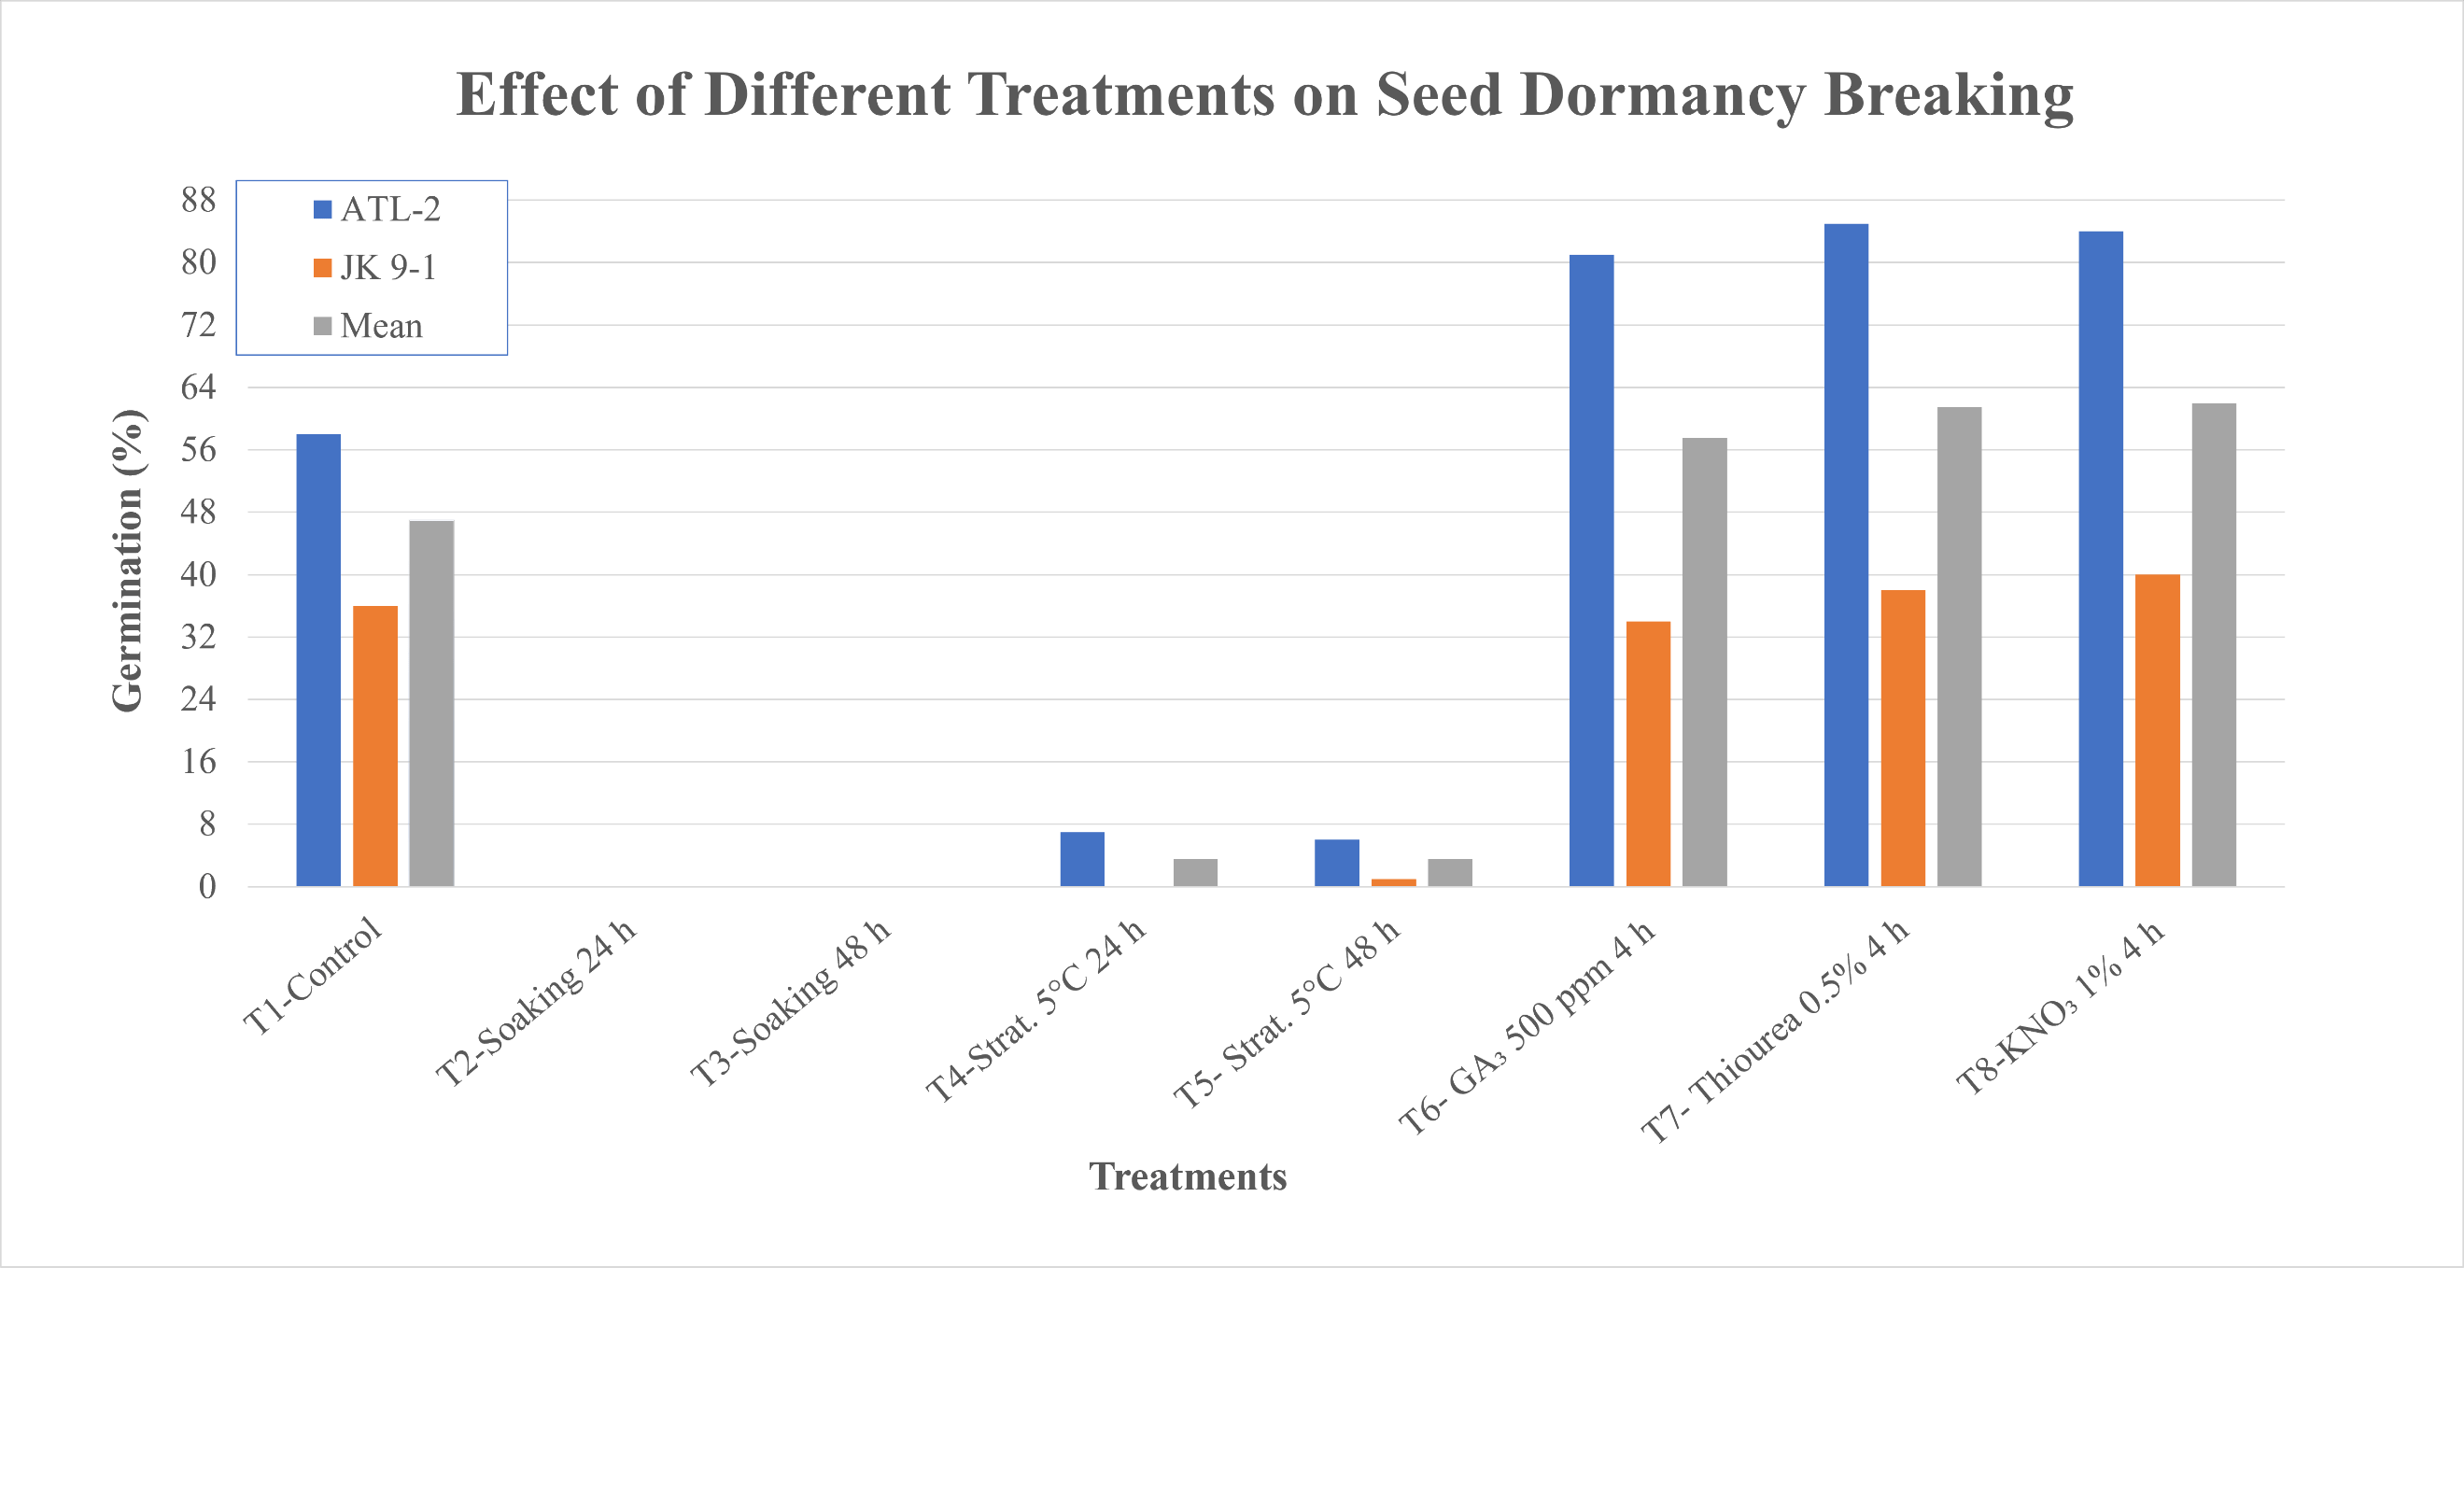 Effect of Different Treatments on Seed Dormancy Breaking
ATL-2
JK 9-1
Mean
Germination (%)
88
80
72
64
56
48
40
32
24
16
8
0
T1-Control
T2-Soaking 24 h
T3-Soaking 48 h
T4-Strat. 5°C 24 h
T5- Strat. 5°C 48 h
T6- GA₃ 500 ppm 4 h
T7- Thiourea 0.5% 4 h
T8-KNO₃ 1% 4 h
Treatments